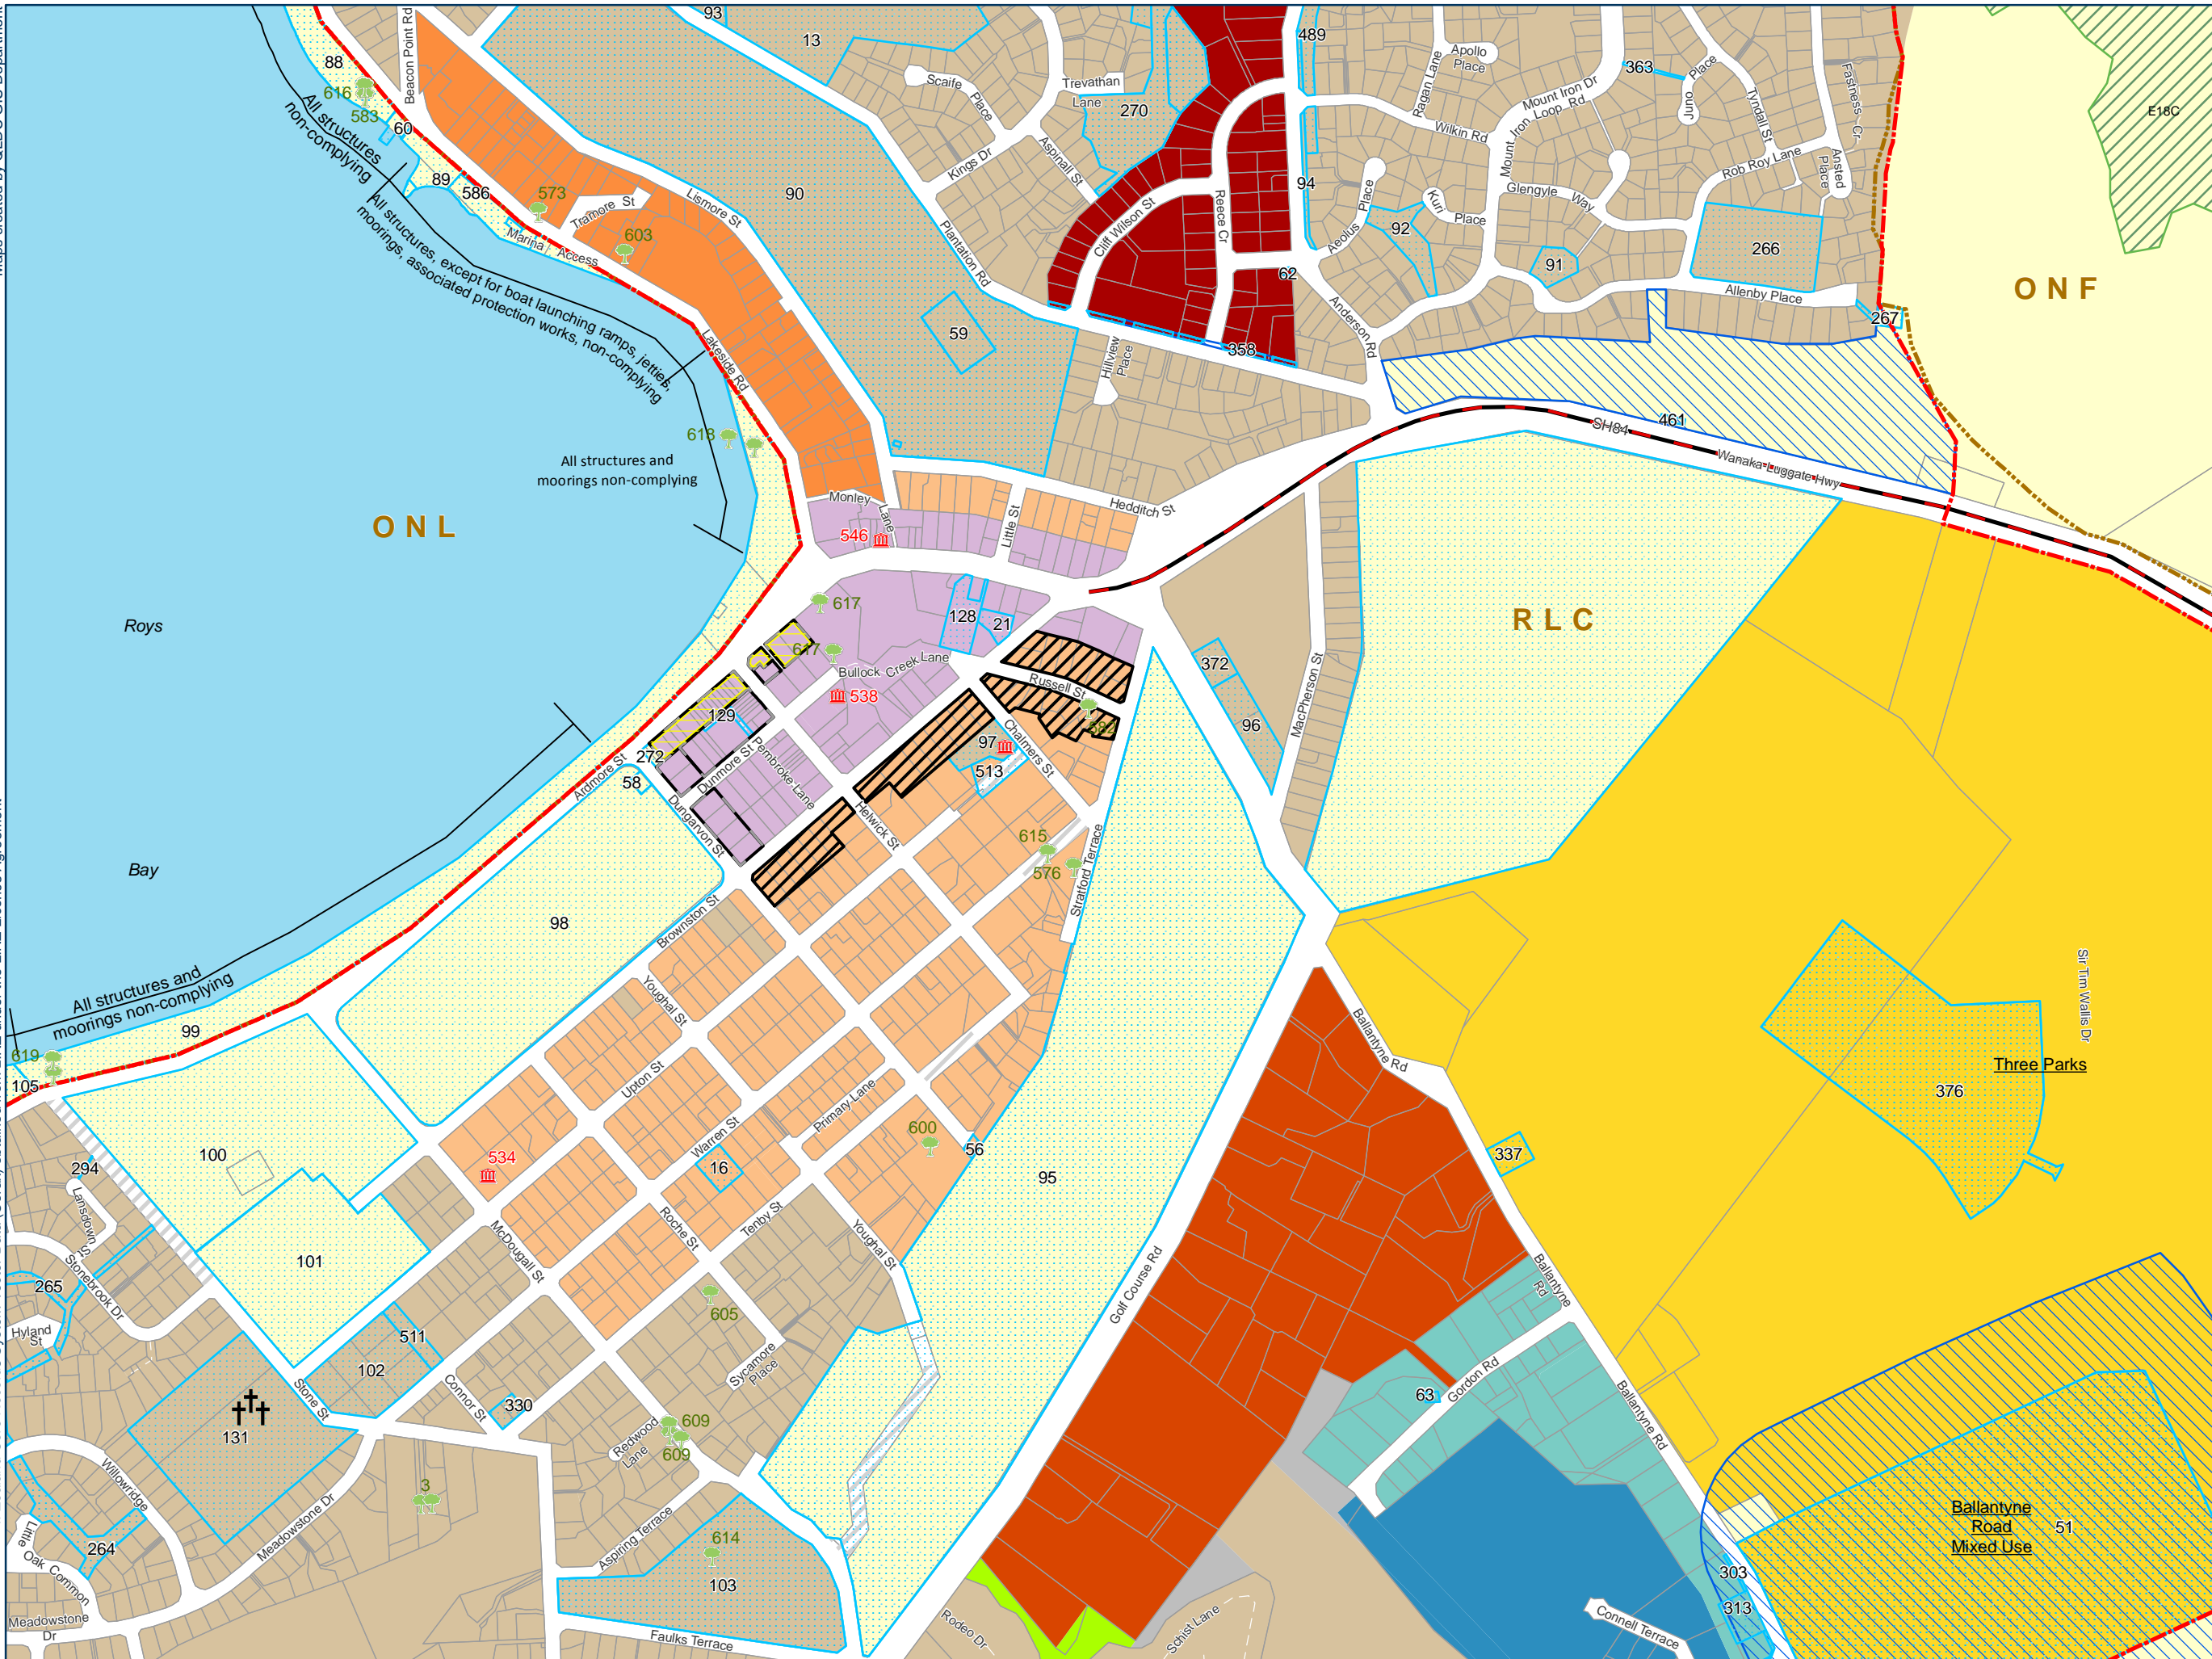 93
13
489
88
Beacon Point Rd
616
583
60
All structures
non-complying
Scaife
Place
Trevathan
Lane
270
Ragan Lane
Apollo
Place
363
Juno
Place
Mount Iron Dr
Mount Iron Loop Rd
Tyndall St
Fastness Cr
E18C
Wilkin Rd
89
586
573
Tramore St
603
Lismore St
90
Kings Dr
Aspinall St
94
Cliff Wilson St
Reece Cr
Aeolus Place
Kuri
Place
92
Glengyle
Way
Rob Roy Lane
Ansted
Place
266
91
Marina Access
All structures, except for boat launching ramps, jetties,
moorings, associated protection works, non-complying
Plantation Rd
62
Anderson Rd
Allenby Place
267
O N F
59
358
Hillview
Place
Lakeside Rd
461
SH84
Wanaka Luggate Hwy
618
All structures and
moorings non-complying
O N L
Monley
Lane
546
Little St
Hedditch St
Roys
617
128
21
R L C
617
Bullock Creek Lane
538
Russell St
582
372
96
MacPherson St
129
272
58
Ardmore St
Dunmore St
Pembroke Lane
Dungarvon St
97
513
Chalmers St
Helwick St
615
576
Stratford Terrace
Bay
98
Brownston St
Youghal St
All structures and
moorings non-complying
99
619
105
Sir Tim Wallis Dr
Three Parks
376
Ballantyne Rd
Upton St
Primary Lane
Warren St
16
600
56
95
337
100
294
Lansdown
St
534
101
Roche St
Tenby St
Youghal St
McDougall St
265
Stonebrook Dr
Hyland
St
511
102
605
Sycamore
Place
Golf Course Rd
Ballantyne
Rd
Gordon Rd
63
Ballantyne Rd
Stone St
Connor St
330
131
Redwood
Lane
609
609
Willowridge
3
Meadowstone Dr
Ballantyne
Road
Mixed Use
51
Little
Oak Common
264
Aspiring Terrace
614
103
303
313
Meadowstone
Dr
Faulks Terrace
Rodeo Dr
Schist Lane
Connell Terrace